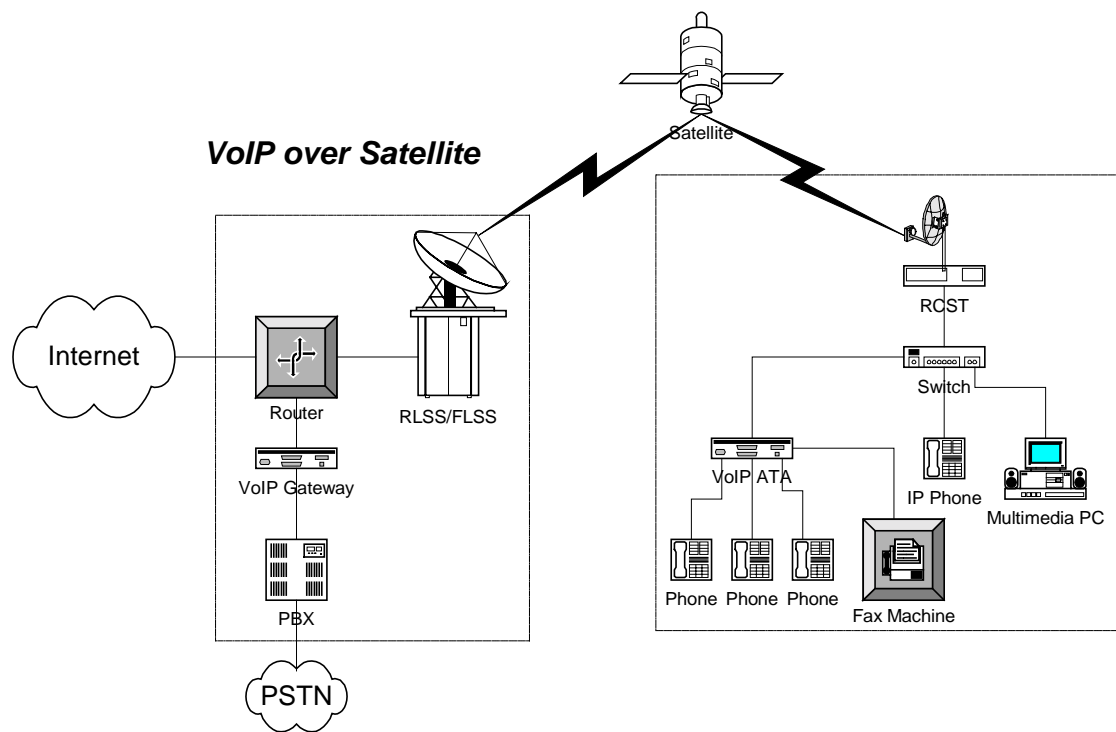 Satellite
VoIP over Satellite
Internet
Router
RLSS/FLSS
VoIP Gateway
PBX
PSTN
RCST
Switch
VoIP ATA
IP Phone
Multimedia PC
Phone
Phone
Phone
Fax Machine